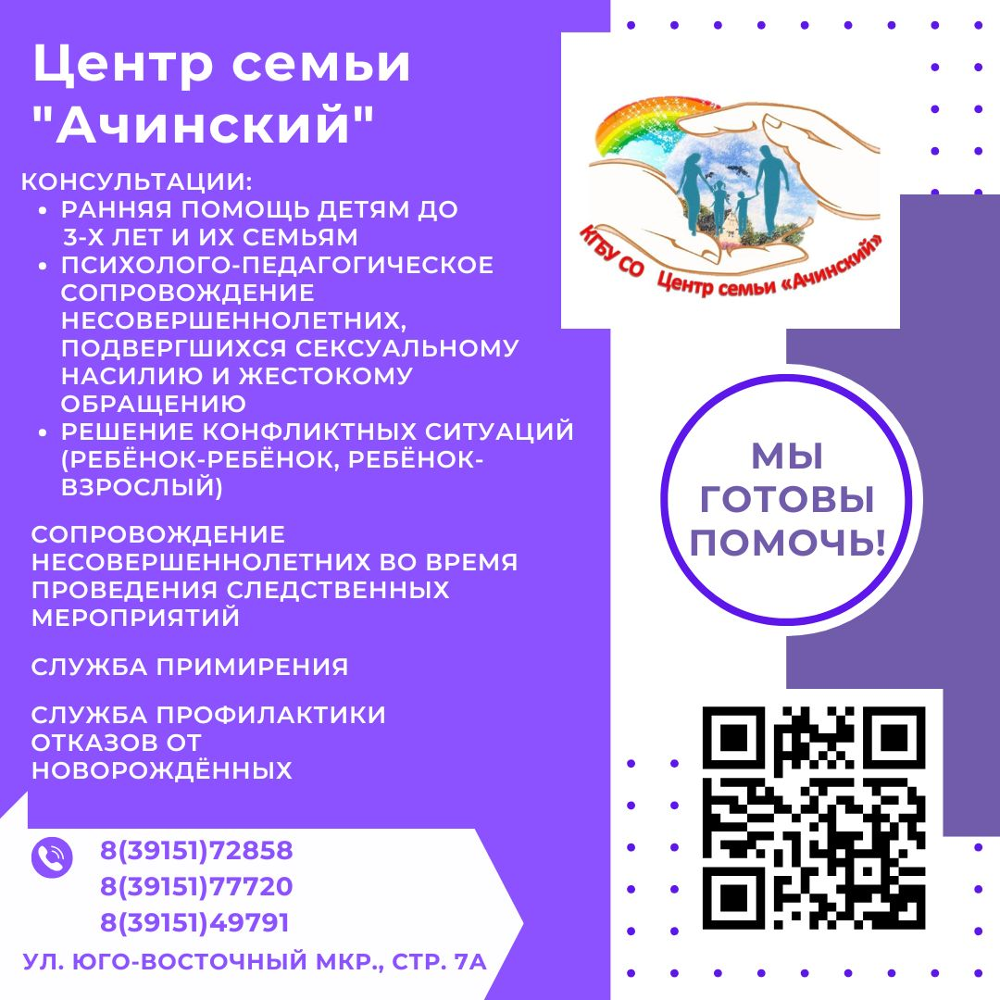 Центр семьи
"Ачинский"
КОНСУЛЬТАЦИИ:
• РАННЯЯ ПОМОЩЬ ДЕТЯМ ДО
3-Х ЛЕТ И ИХ СЕМЬЯМ
• ПСИХОЛОГО-ПЕДАГОГИЧЕСКОЕ
СОПРОВОЖДЕНИЕ
НЕСОВЕРШЕННОЛЕТНИХ,
ПОДВЕРГШИХСЯ СЕКСУАЛЬНОМУ
НАСИЛИЮ И ЖЕСТОКОМУ
ОБРАЩЕНИЮ
• РЕШЕНИЕ КОНФЛИКТНЫХ СИТУАЦИЙ
(РЕБЁНОК-РЕБЁНОК, РЕБЁНОК-
ВЗРОСЛЫЙ)
СОПРОВОЖДЕНИЕ
НЕСОВЕРШЕННОЛЕТНИХ ВО ВРЕМЯ
ПРОВЕДЕНИЯ СЛЕДСТВЕННЫХ
МЕРОПРИЯТИЙ
СЛУЖБА ПРИМИРЕНИЯ
СЛУЖБА ПРОФИЛАКТИКИ
ОТКАЗОВ ОТ
НОВОРОЖДЁННЫХ
8(39151)72858
8(39151)77720
8(39151)49791
УЛ. ЮГО-ВОСТОЧНЫЙ МКР., СТР. 7А
КГБУ СО Центр семьи «Ачинский»
МЫ
ГОТОВЫ
ПОМОЧЬ!